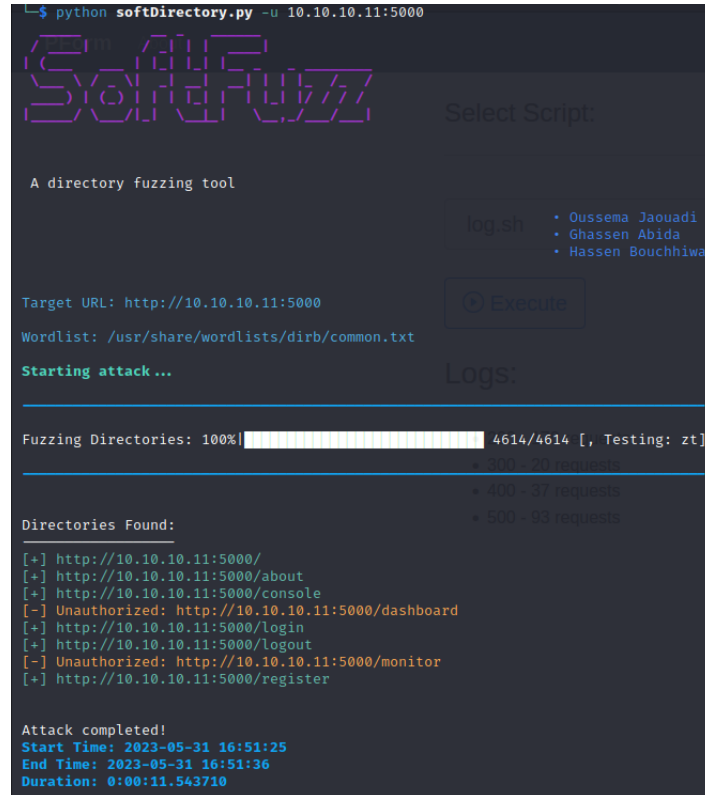 └─$ python softDirectory.py -u 10.10.10.11:5000
PForm
SoftFuzz
Select Script:
A directory fuzzing tool
log.sh
• Oussema Jaouadi
• Ghassen Abida
• Hassen Bouchhiwa
Target URL: http://10.10.10.11:5000
Execute
Wordlist: /usr/share/wordlists/dirb/common.txt
Starting attack...
Logs:
Fuzzing Directories: 100%| 4614/4614 [, Testing: zt]
• 300 - 20 requests
• 400 - 37 requests
• 500 - 93 requests
Directories Found:
[+] http://10.10.10.11:5000/
[+] http://10.10.10.11:5000/about
[+] http://10.10.10.11:5000/console
[-] Unauthorized: http://10.10.10.11:5000/dashboard
[+] http://10.10.10.11:5000/login
[+] http://10.10.10.11:5000/logout
[-] Unauthorized: http://10.10.10.11:5000/monitor
[+] http://10.10.10.11:5000/register
Attack completed!
Start Time: 2023-05-31 16:51:25
End Time: 2023-05-31 16:51:36
Duration: 0:00:11.543710